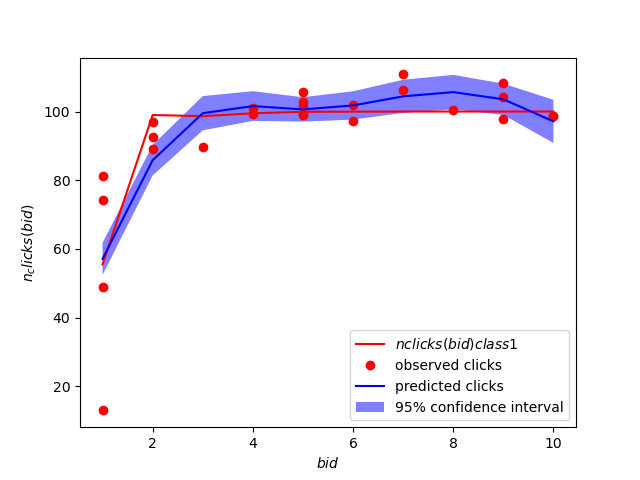 100
80
60
40
20
n_clicks(bid)
nclicks(bid)class1
observed clicks
predicted clicks
95% confidence interval
2
4
6
8
10
bid